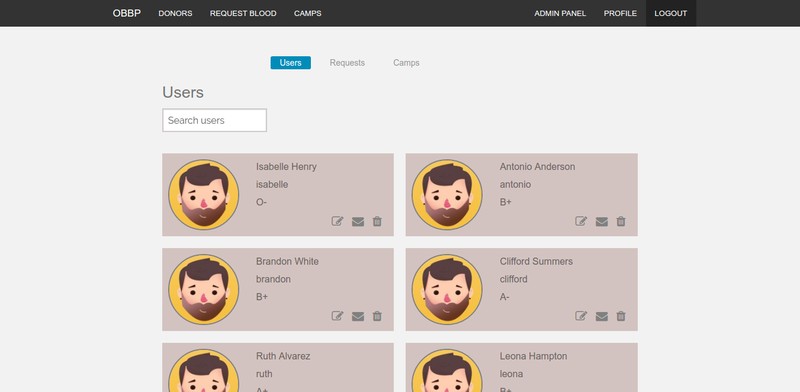 OBBP DONORS REQUEST BLOOD CAMPS ADMIN PANEL PROFILE LOGOUT
Users Requests Camps
Users
Search users
Isabelle Henry
isabelle
O-
Antonio Anderson
antonio
B+
Brandon White
brandon
B+
Clifford Summers
clifford
A-
Ruth Alvarez
ruth
A+
Leona Hampton
leona
B+